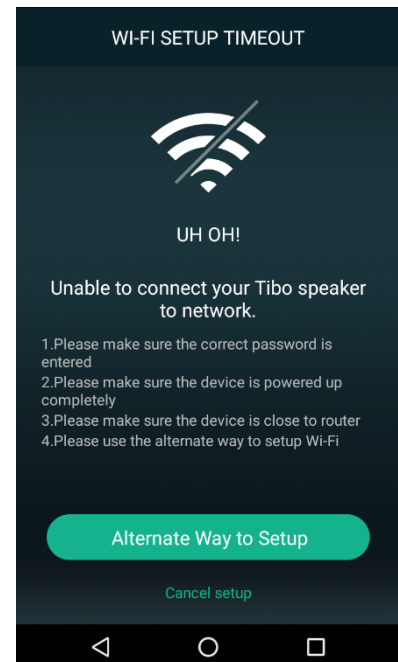 WI-FI SETUP TIMEOUT
UH OH!
Unable to connect your Tibo speaker
to network.
1.Please make sure the correct password is
entered
2.Please make sure the device is powered up
completely
3.Please make sure the device is close to router
4.Please use the alternate way to setup Wi-Fi
Alternate Way to Setup
Cancel setup